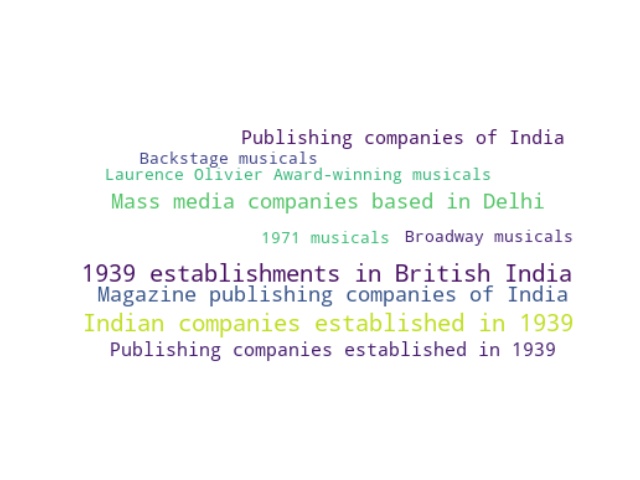 Publishing companies of India
Backstage musicals
Laurence Olivier Award-winning musicals
Mass media companies based in Delhi
1971 musicals Broadway musicals
1939 establishments in British India
Magazine publishing companies of India
Indian companies established in 1939
Publishing companies established in 1939